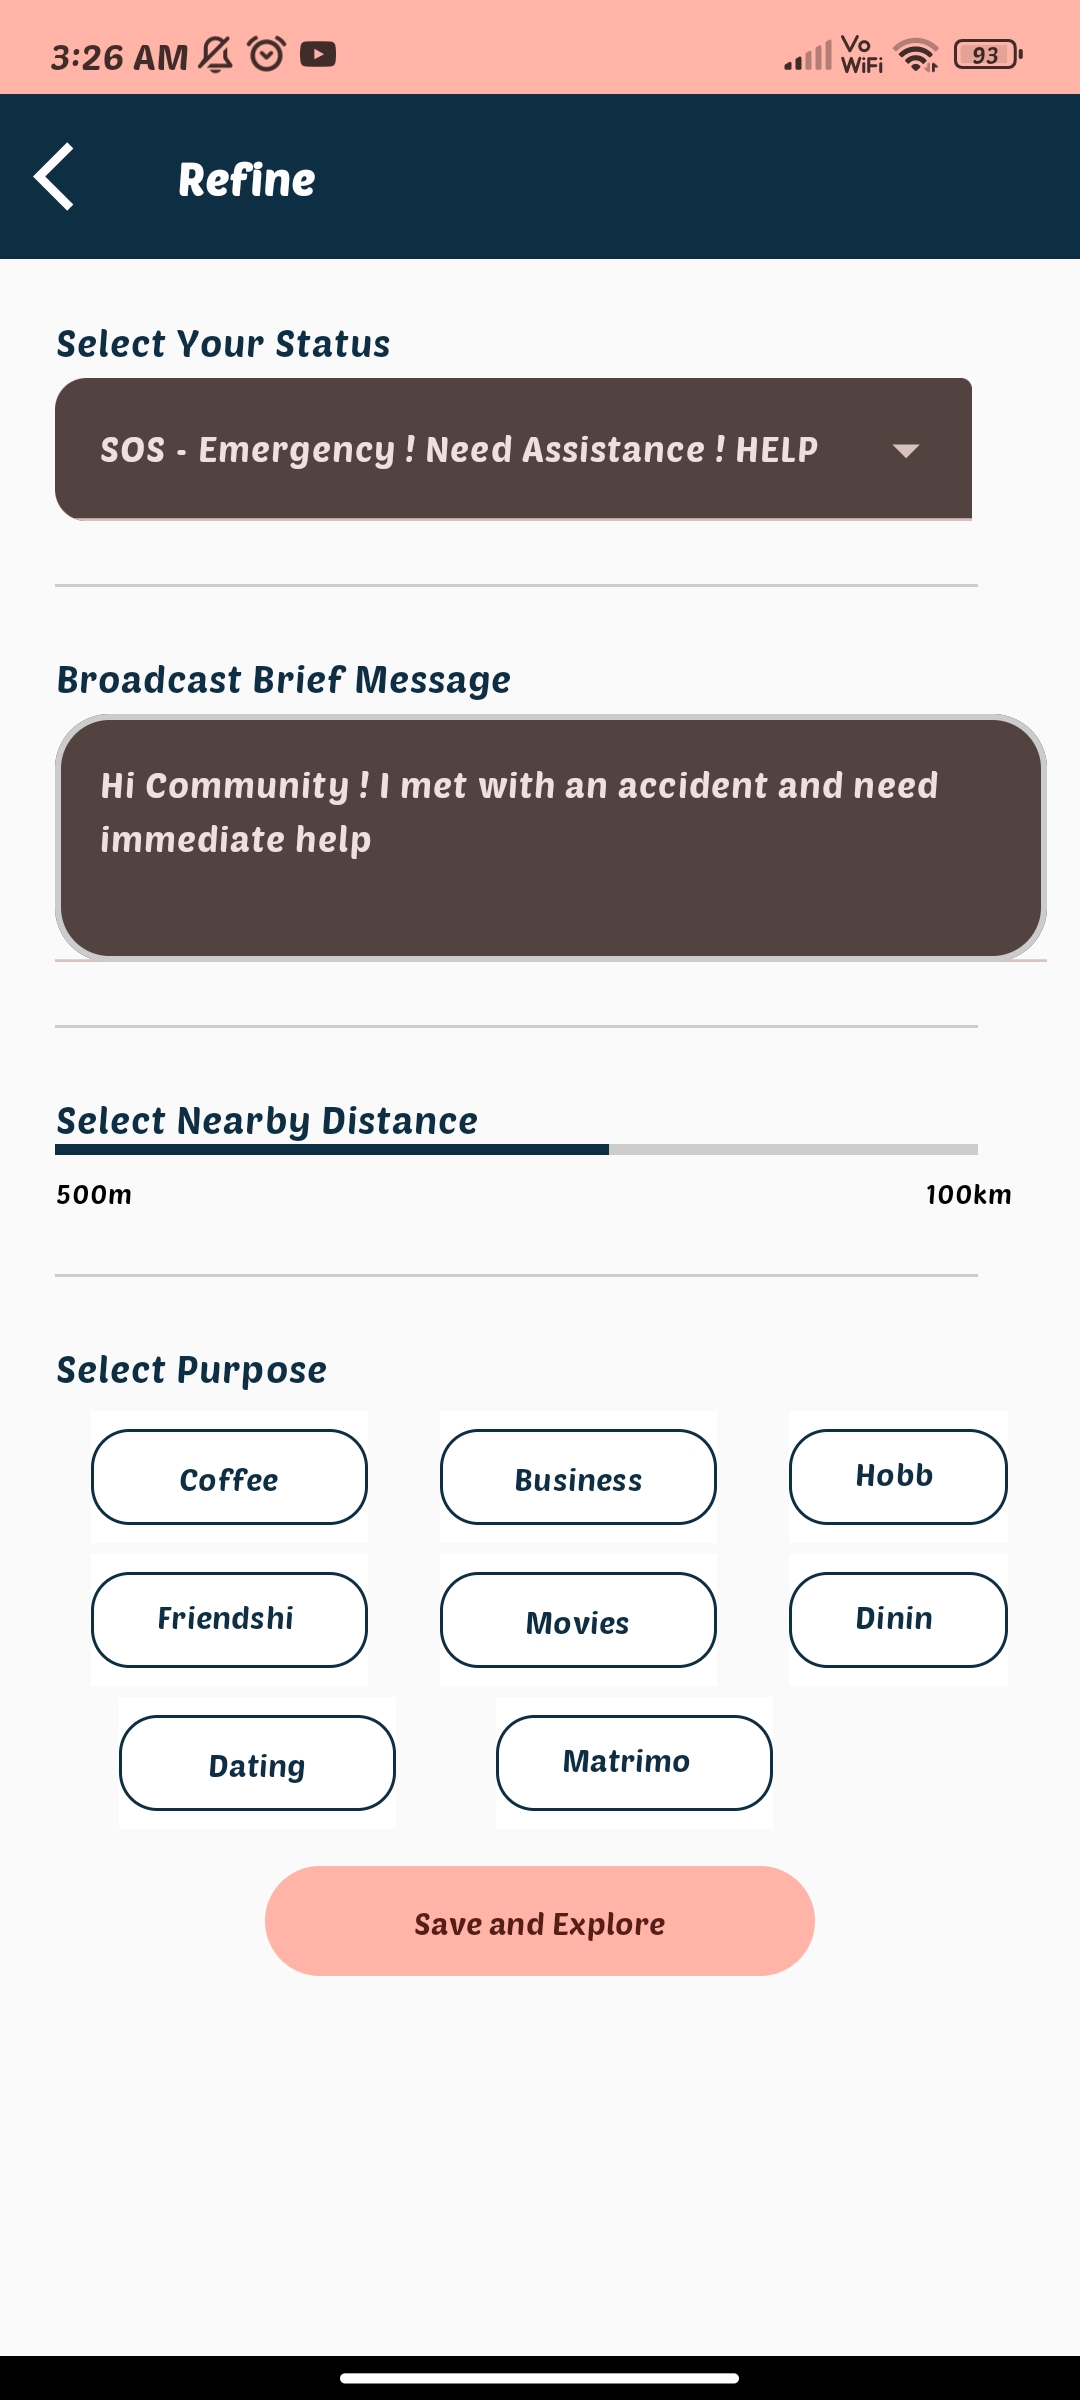 3:26 AM
Vo
WiFi
93
Refine
Select Your Status
SOS - Emergency ! Need Assistance ! HELP
Broadcast Brief Message
Hi Community ! I met with an accident and need
immediate help
Select Nearby Distance
500m
100km
Select Purpose
Coffee
Business
Hobb
Friendshi
Movies
Dinin
Dating
Matrimo
Save and Explore